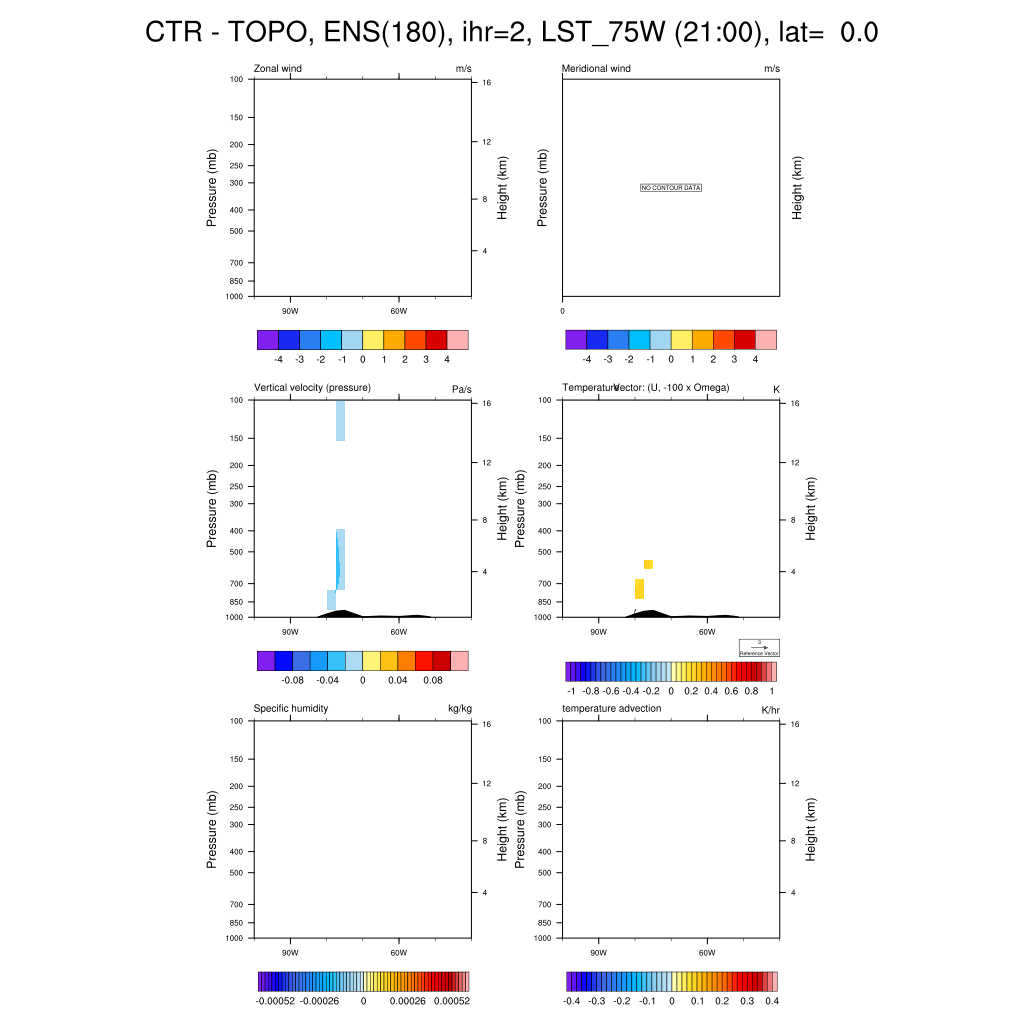 CTR - TOPO, ENS(180), ihr=2, LST_75W (21:00), lat=  0.0
Zonal wind m/s
100
150
200
250
300
400
500
700
850
1000
Pressure (mb)
16
12
8
4
Height (km)
90W 60W
-4 -3 -2 -1 0 1 2 3 4
Meridional wind m/s
Pressure (mb)
NO CONTOUR DATA
Height (km)
0
-4 -3 -2 -1 0 1 2 3 4
Vertical velocity (pressure) Pa/s
100
150
200
250
300
400
500
700
850
1000
Pressure (mb)
16
12
8
4
Height (km)
90W 60W
-0.08 -0.04 0 0.04 0.08
Temperature Vector: (U, -100 x Omega) K
100
150
200
250
300
400
500
700
850
1000
Pressure (mb)
16
12
8
4
Height (km)
90W 60W
3
Reference Vector
-1 -0.8 -0.6 -0.4 -0.2 0 0.2 0.4 0.6 0.8 1
Specific humidity kg/kg
100
150
200
250
300
400
500
700
850
1000
Pressure (mb)
16
12
8
4
Height (km)
90W 60W
-0.00052 -0.00026 0 0.00026 0.00052
temperature advection K/hr
100
150
200
250
300
400
500
700
850
1000
Pressure (mb)
16
12
8
4
Height (km)
90W 60W
-0.4 -0.3 -0.2 -0.1 0 0.1 0.2 0.3 0.4